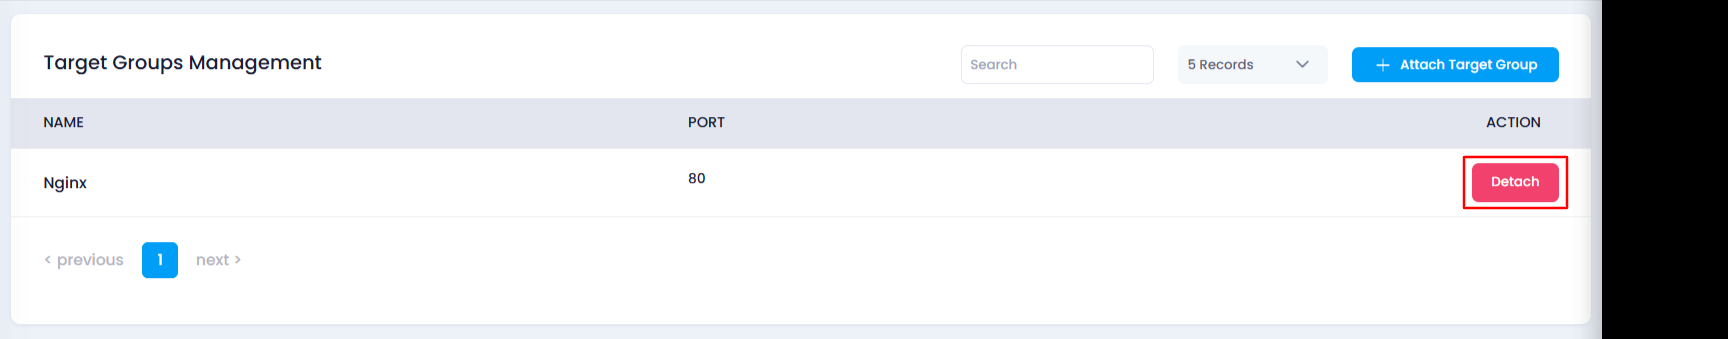 Target Groups Management
Search
5 Records
+ Attach Target Group
NAME PORT ACTION
Nginx 80 Detach
< previous 1 next >